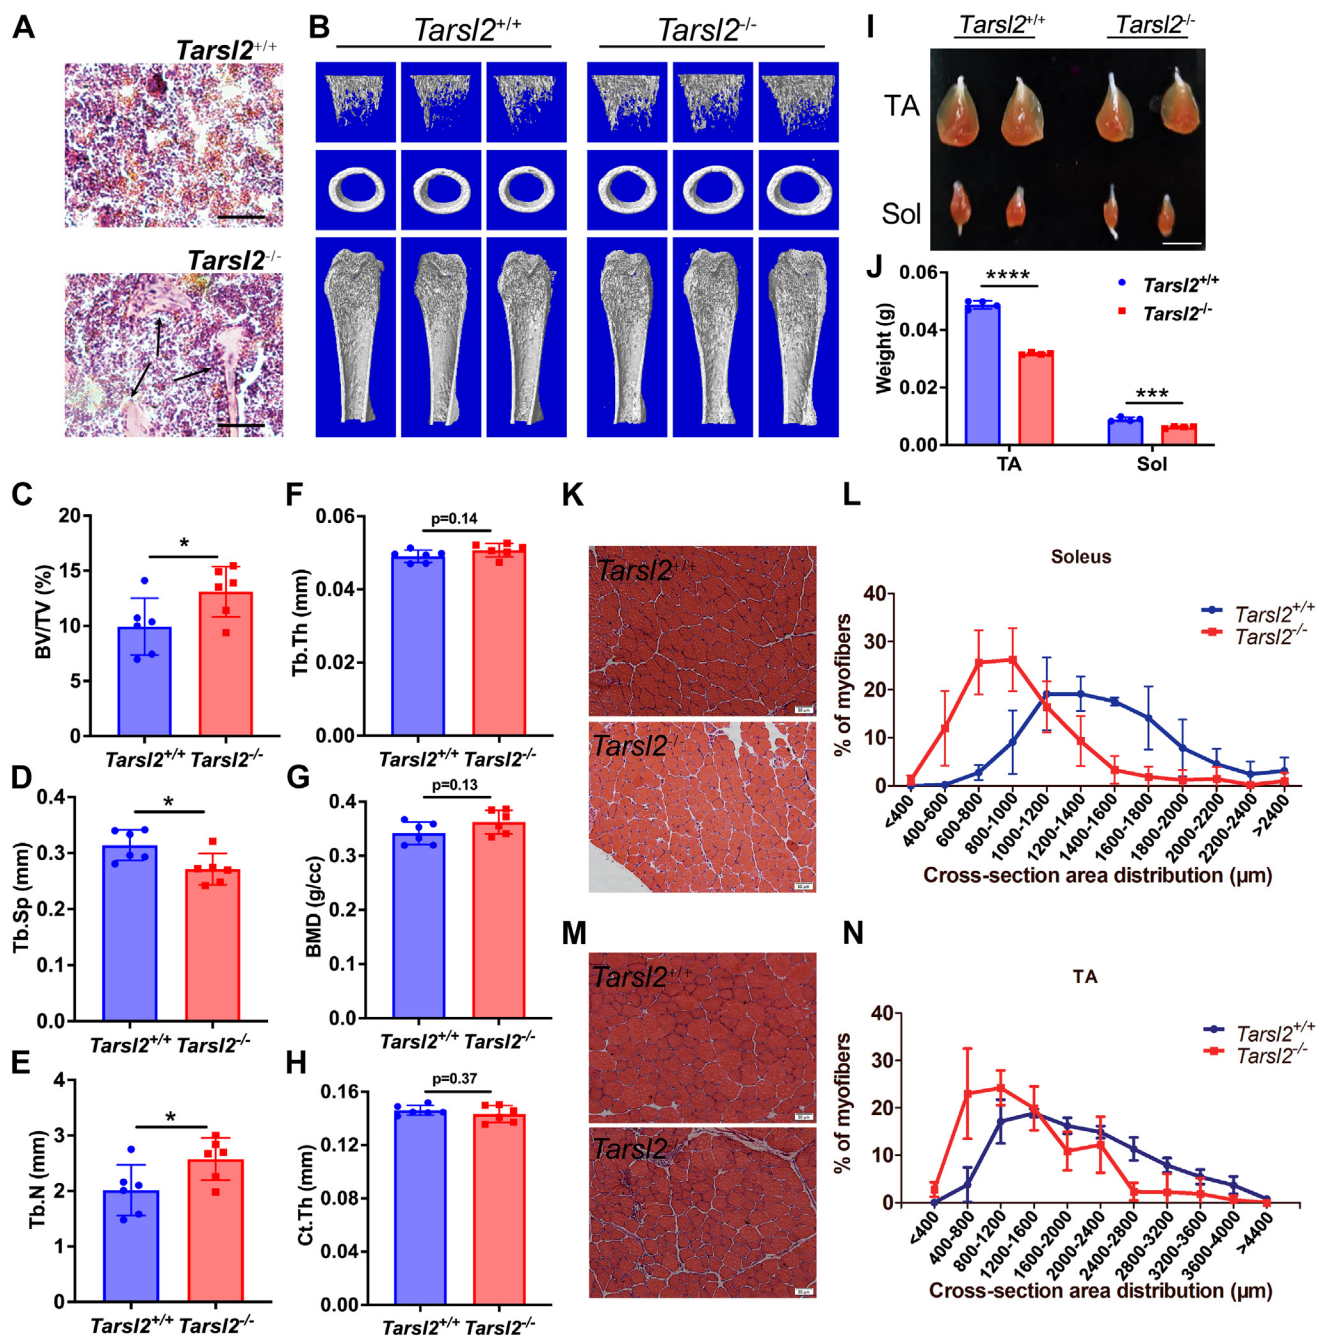 A
Tarsl2+/+
Tarsl2-/-
B
Tarsl2+/+
Tarsl2-/-
I
Tarsl2+/+
Tarsl2-/-
TA
Sol
J
0.06
0.04
0.02
0.00
Weight (g)
****
***
Tarsl2+/+
Tarsl2-/-
TA
Sol
C
20
15
10
5
0
BV/TV (%)
*
Tarsl2+/+ Tarsl2-/-
F
0.06
0.04
0.02
0.00
Tb.Th (mm)
p=0.14
Tarsl2+/+ Tarsl2-/-
D
0.4
0.3
0.2
0.1
0.0
Tb.Sp (mm)
*
Tarsl2+/+ Tarsl2-/-
G
0.4
0.3
0.2
0.1
0.0
BMD (g/cc)
p=0.13
Tarsl2+/+ Tarsl2-/-
E
4
3
2
1
0
Tb.N (mm)
*
Tarsl2+/+ Tarsl2-/-
H
0.16
0.12
0.08
0.04
0.00
Ct.Th (mm)
p=0.37
Tarsl2+/+ Tarsl2-/-
K
Tarsl2+/+
50 µm
Tarsl2-/-
50 µm
L
Soleus
40
30
20
10
0
% of myofibers
Tarsl2+/+
Tarsl2-/-
<400
400-600
600-800
800-1000
1000-1200
1200-1400
1400-1600
1600-1800
1800-2000
2000-2200
2200-2400
>2400
Cross-section area distribution (µm)
M
Tarsl2+/+
50 µm
Tarsl2-/-
50 µm
N
TA
40
30
20
10
0
% of myofibers
Tarsl2+/+
Tarsl2-/-
<400
400-800
800-1200
1200-1600
1600-2000
2000-2400
2400-2800
2800-3200
3200-3600
3600-4000
>4400
Cross-section area distribution (µm)